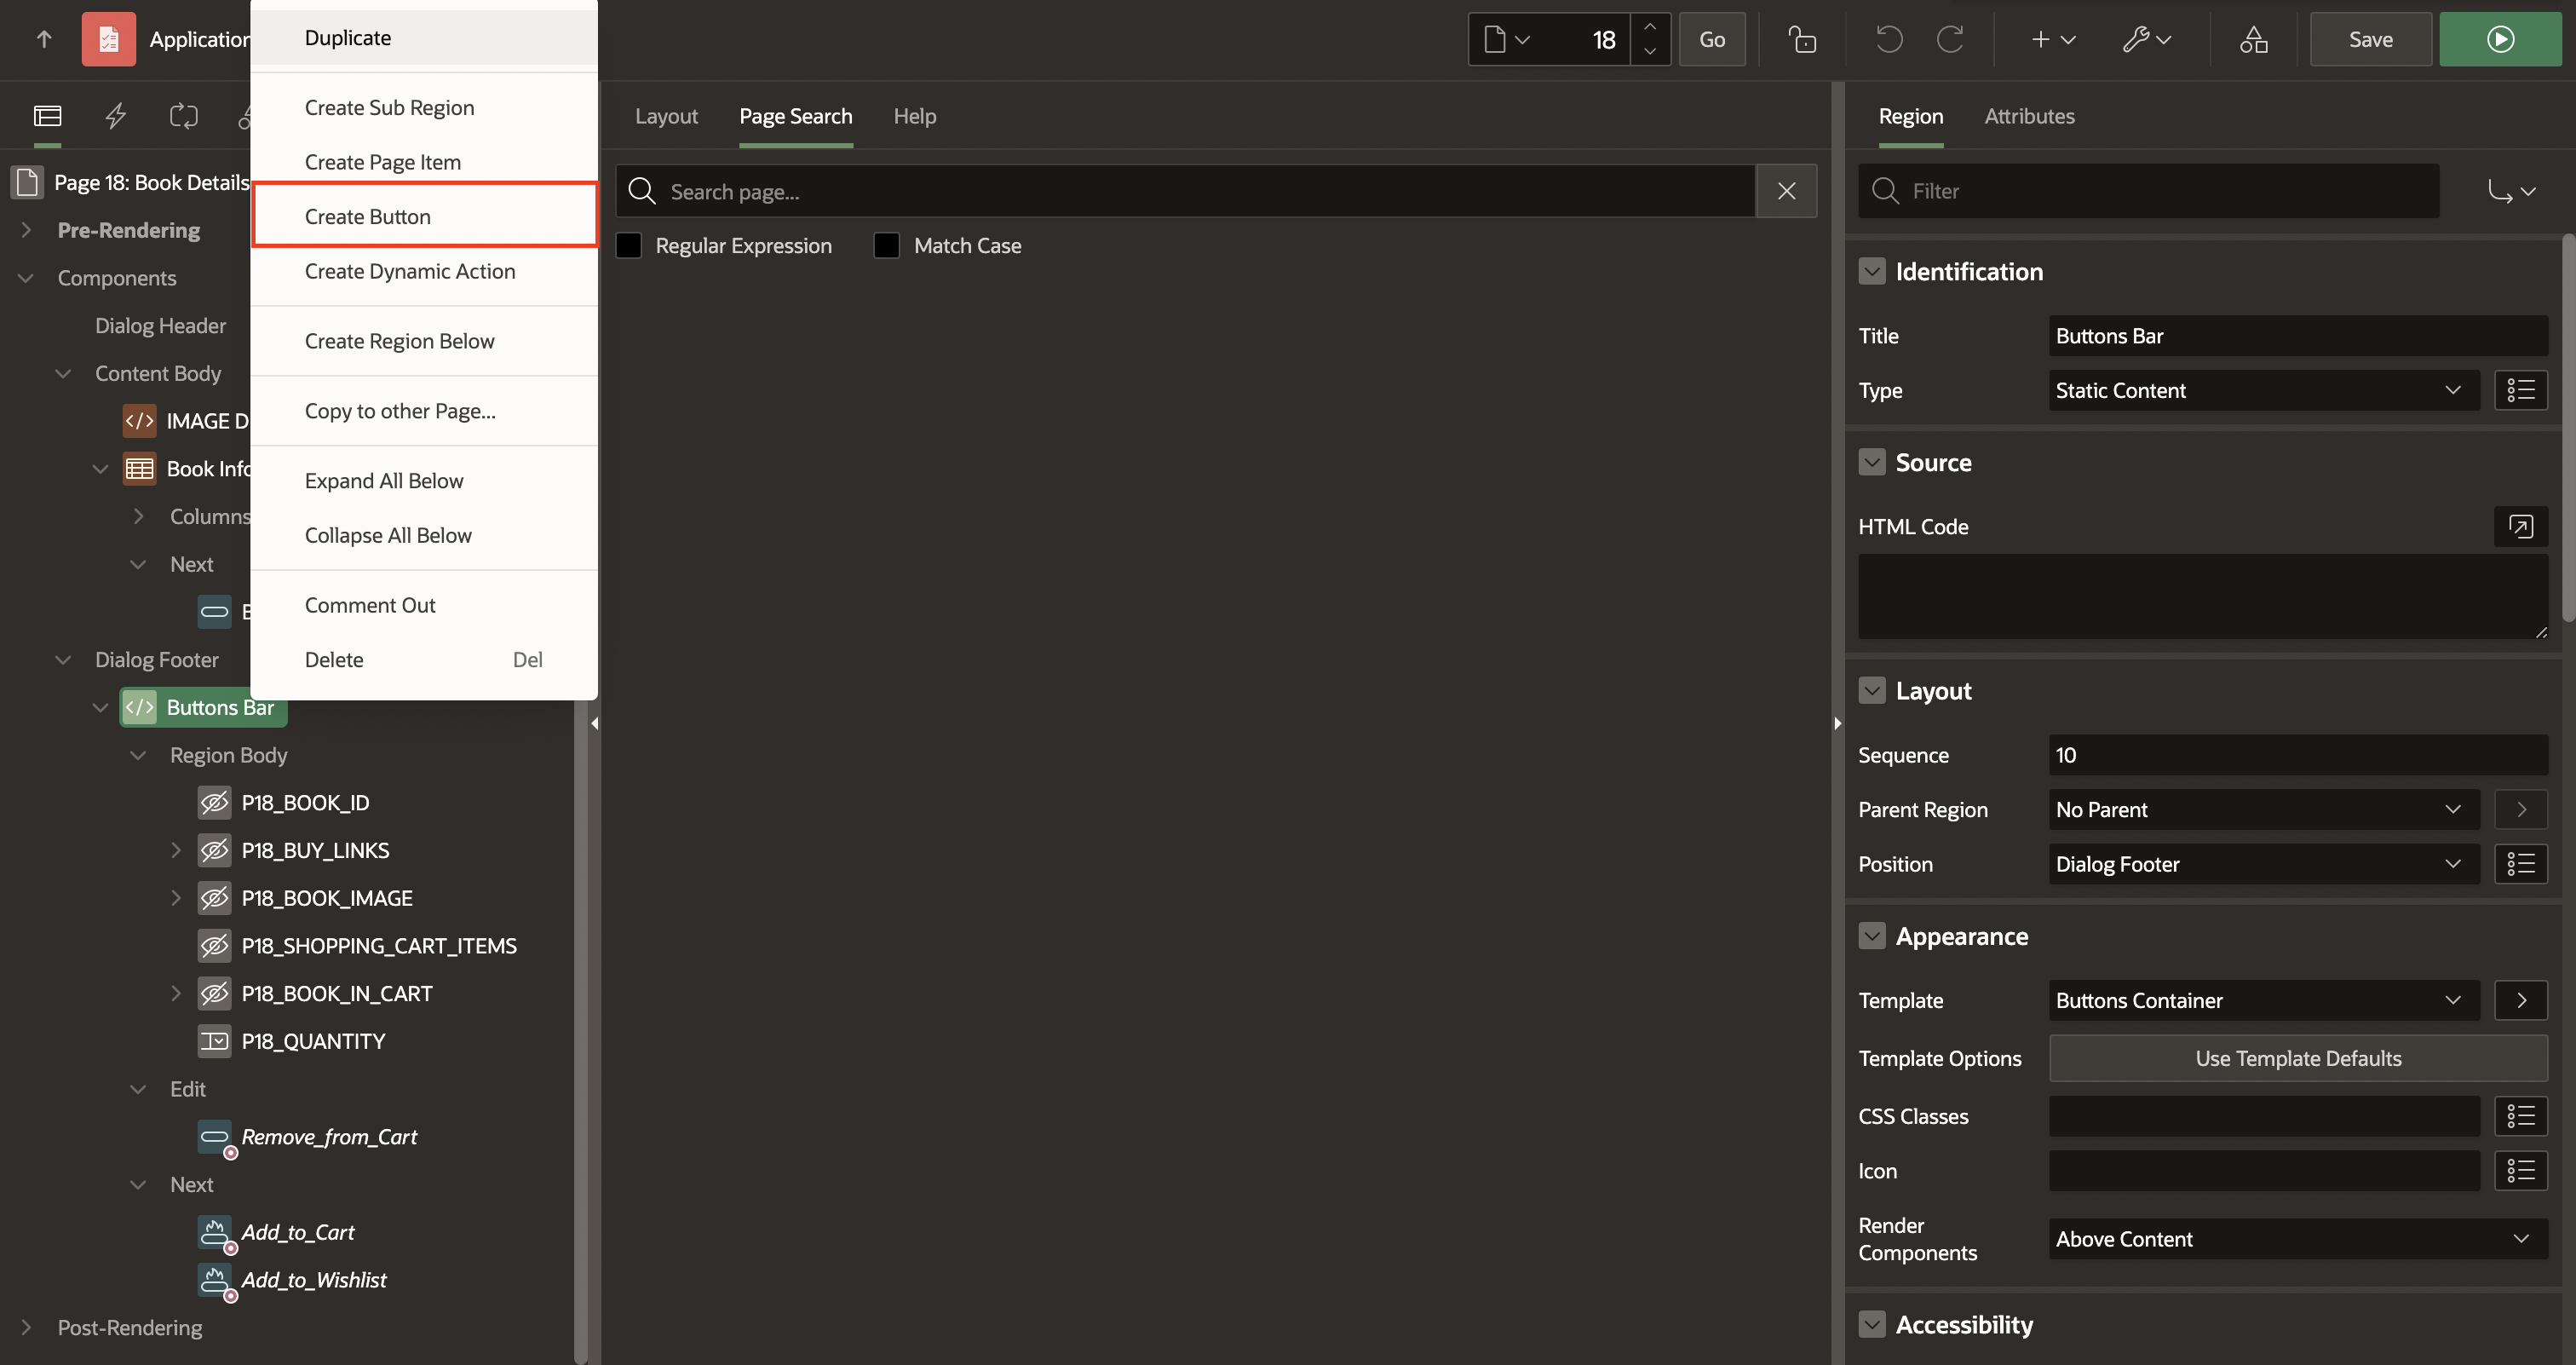 Application
18
Go
Save
Duplicate
Create Sub Region
Create Page Item
Create Button
Create Dynamic Action
Create Region Below
Copy to other Page...
Expand All Below
Collapse All Below
Comment Out
Delete Del
Page 18: Book Details
Pre-Rendering
Components
Dialog Header
Content Body
IMAGE D
Book Info
Columns
Next
Dialog Footer
Buttons Bar
Region Body
P18_BOOK_ID
P18_BUY_LINKS
P18_BOOK_IMAGE
P18_SHOPPING_CART_ITEMS
P18_BOOK_IN_CART
P18_QUANTITY
Edit
Remove_from_Cart
Next
Add_to_Cart
Add_to_Wishlist
Post-Rendering
Layout Page Search Help
Search page...
Regular Expression Match Case
Region Attributes
Filter
Identification
Title Buttons Bar
Type Static Content
Source
HTML Code
Layout
Sequence 10
Parent Region No Parent
Position Dialog Footer
Appearance
Template Buttons Container
Template Options Use Template Defaults
CSS Classes
Icon
Render
Components Above Content
Accessibility